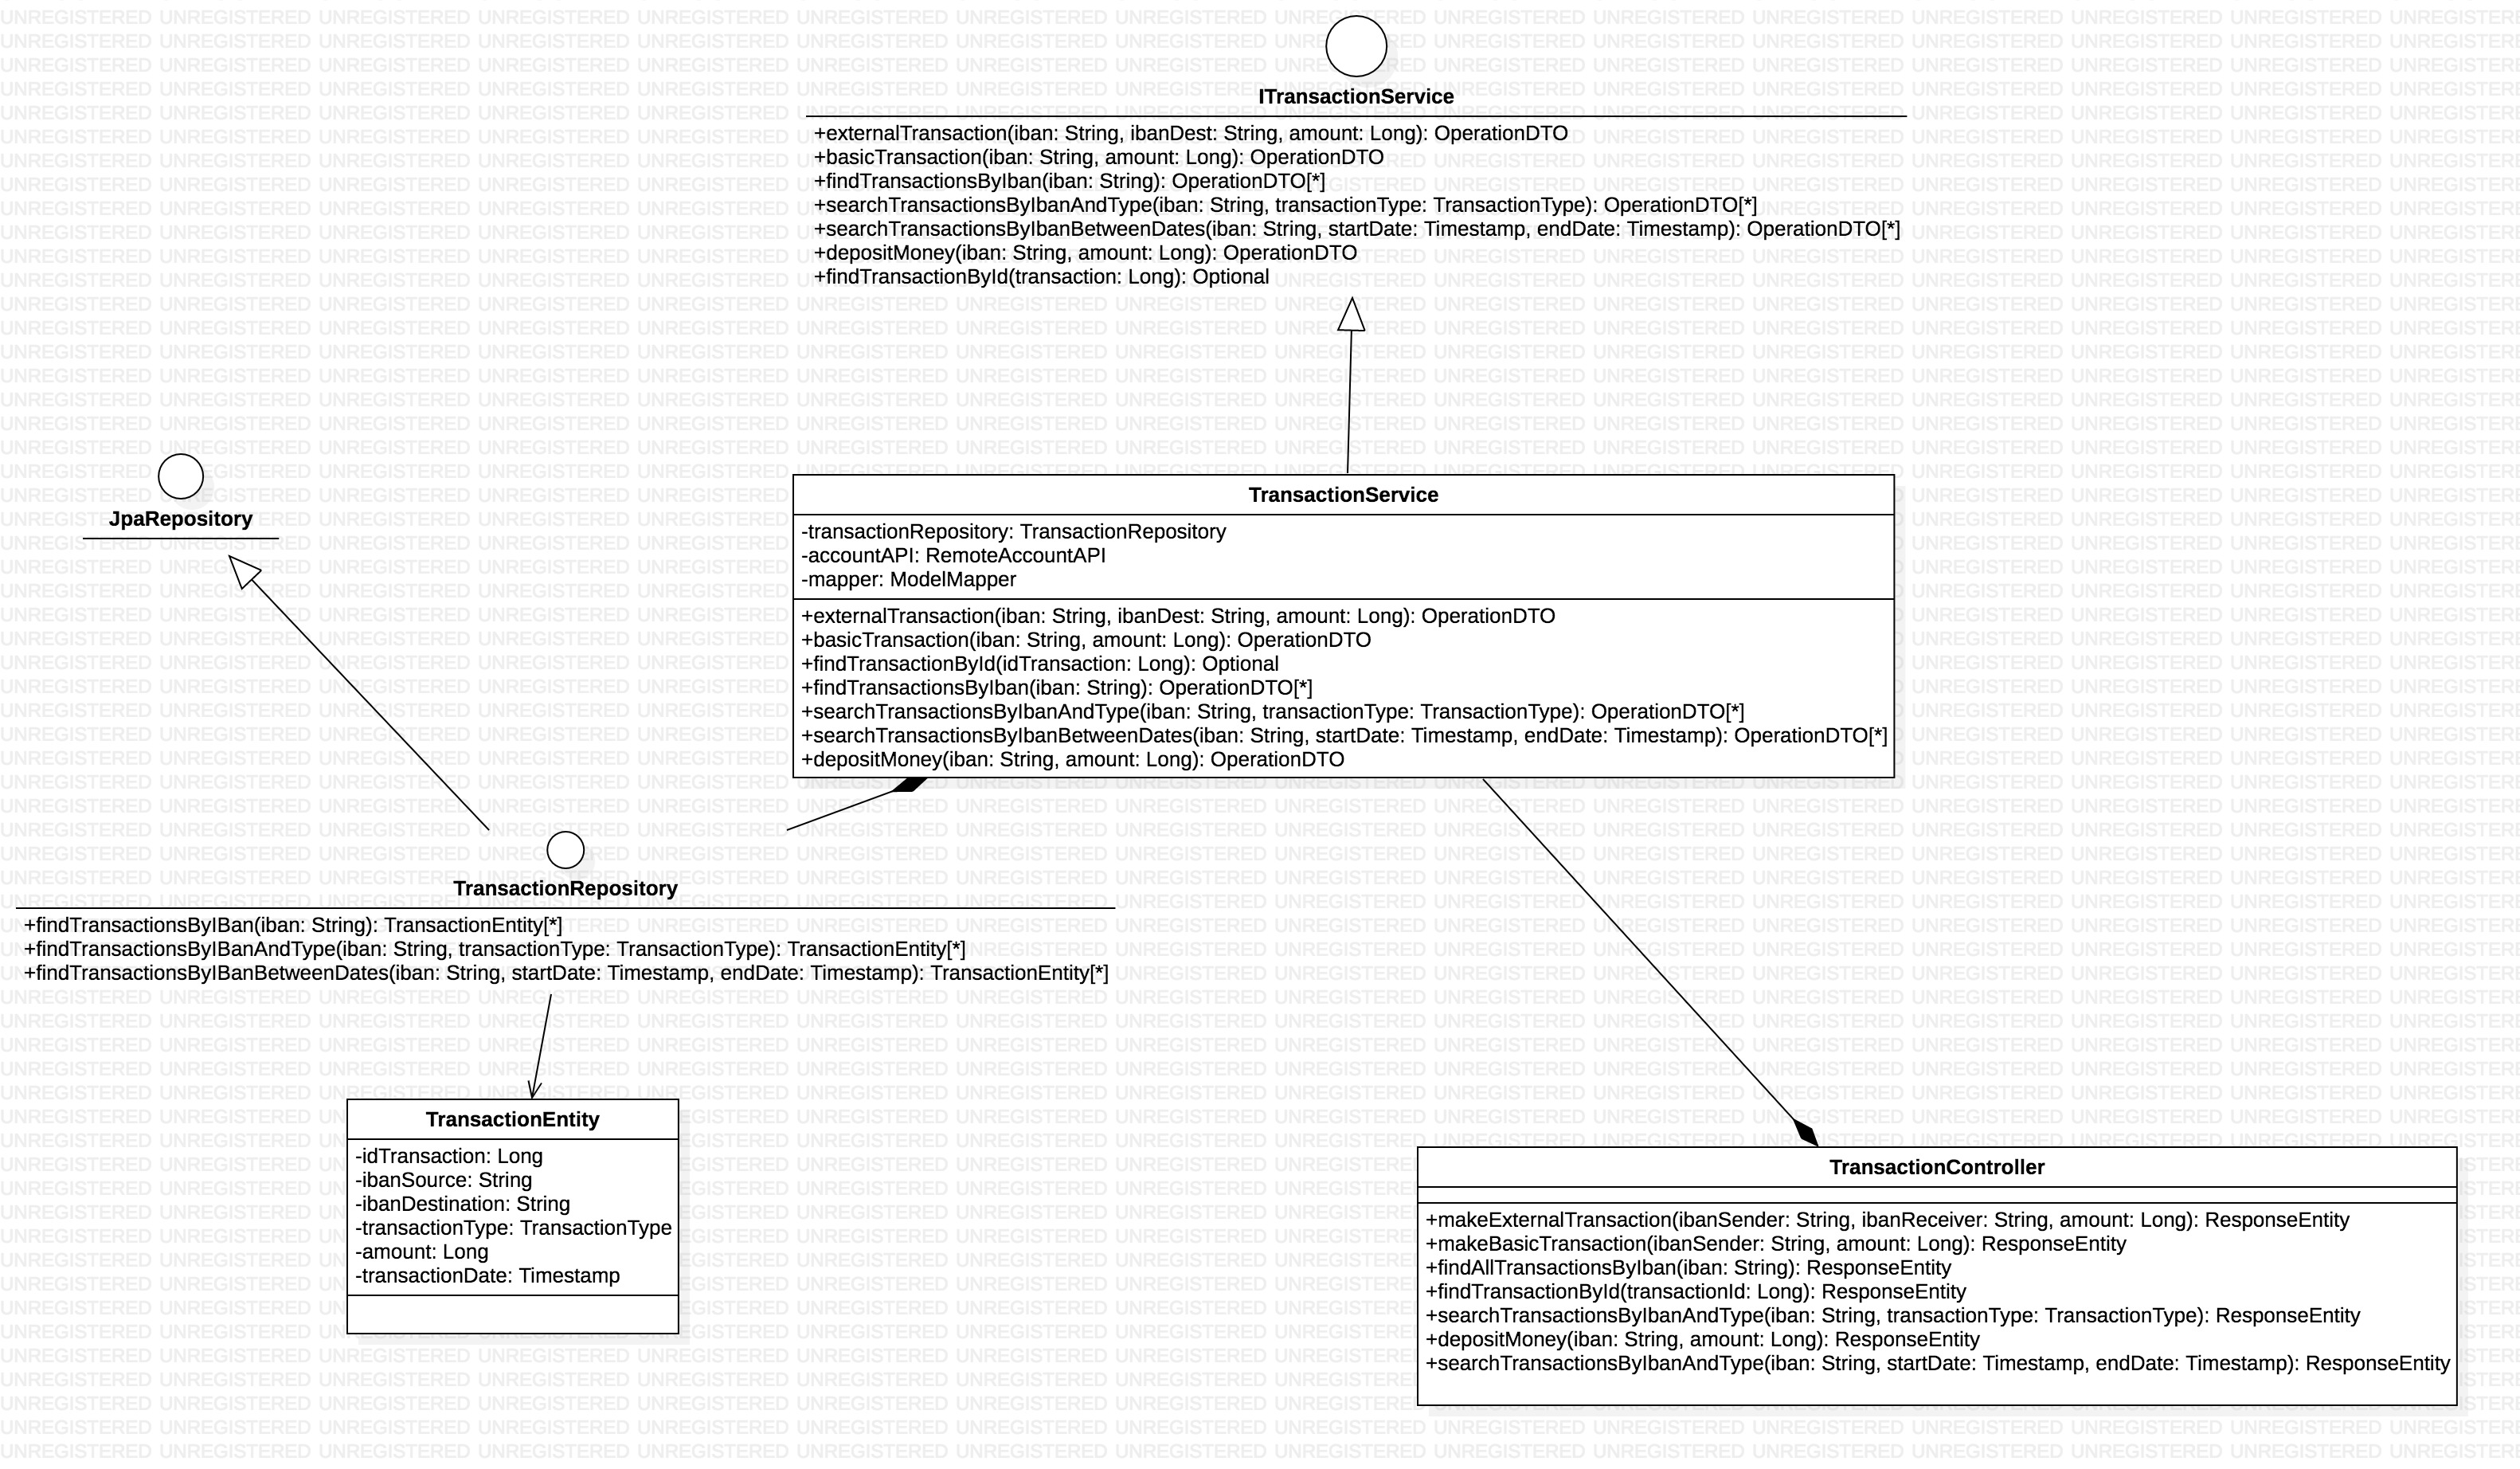 ITransactionService
+externalTransaction(iban: String, ibanDest: String, amount: Long): OperationDTO
+basicTransaction(iban: String, amount: Long): OperationDTO
+findTransactionsByIban(iban: String): OperationDTO[*]
+searchTransactionsByIbanAndType(iban: String, transactionType: TransactionType): OperationDTO[*]
+searchTransactionsByIbanBetweenDates(iban: String, startDate: Timestamp, endDate: Timestamp): OperationDTO[*]
+depositMoney(iban: String, amount: Long): OperationDTO
+findTransactionById(transaction: Long): Optional
JpaRepository
TransactionService
-transactionRepository: TransactionRepository
-accountAPI: RemoteAccountAPI
-mapper: ModelMapper
+externalTransaction(iban: String, ibanDest: String, amount: Long): OperationDTO
+basicTransaction(iban: String, amount: Long): OperationDTO
+findTransactionById(idTransaction: Long): Optional
+findTransactionsByIban(iban: String): OperationDTO[*]
+searchTransactionsByIbanAndType(iban: String, transactionType: TransactionType): OperationDTO[*]
+searchTransactionsByIbanBetweenDates(iban: String, startDate: Timestamp, endDate: Timestamp): OperationDTO[*]
+depositMoney(iban: String, amount: Long): OperationDTO
TransactionRepository
+findTransactionsByIBan(iban: String): TransactionEntity[*]
+findTransactionsByIBanAndType(iban: String, transactionType: TransactionType): TransactionEntity[*]
+findTransactionsByIBanBetweenDates(iban: String, startDate: Timestamp, endDate: Timestamp): TransactionEntity[*]
TransactionEntity
-idTransaction: Long
-ibanSource: String
-ibanDestination: String
-transactionType: TransactionType
-amount: Long
-transactionDate: Timestamp
TransactionController
+makeExternalTransaction(ibanSender: String, ibanReceiver: String, amount: Long): ResponseEntity
+makeBasicTransaction(ibanSender: String, amount: Long): ResponseEntity
+findAllTransactionsByIban(iban: String): ResponseEntity
+findTransactionById(transactionId: Long): ResponseEntity
+searchTransactionsByIbanAndType(iban: String, transactionType: TransactionType): ResponseEntity
+depositMoney(iban: String, amount: Long): ResponseEntity
+searchTransactionsByIbanAndType(iban: String, startDate: Timestamp, endDate: Timestamp): ResponseEntity
UNREGISTERED